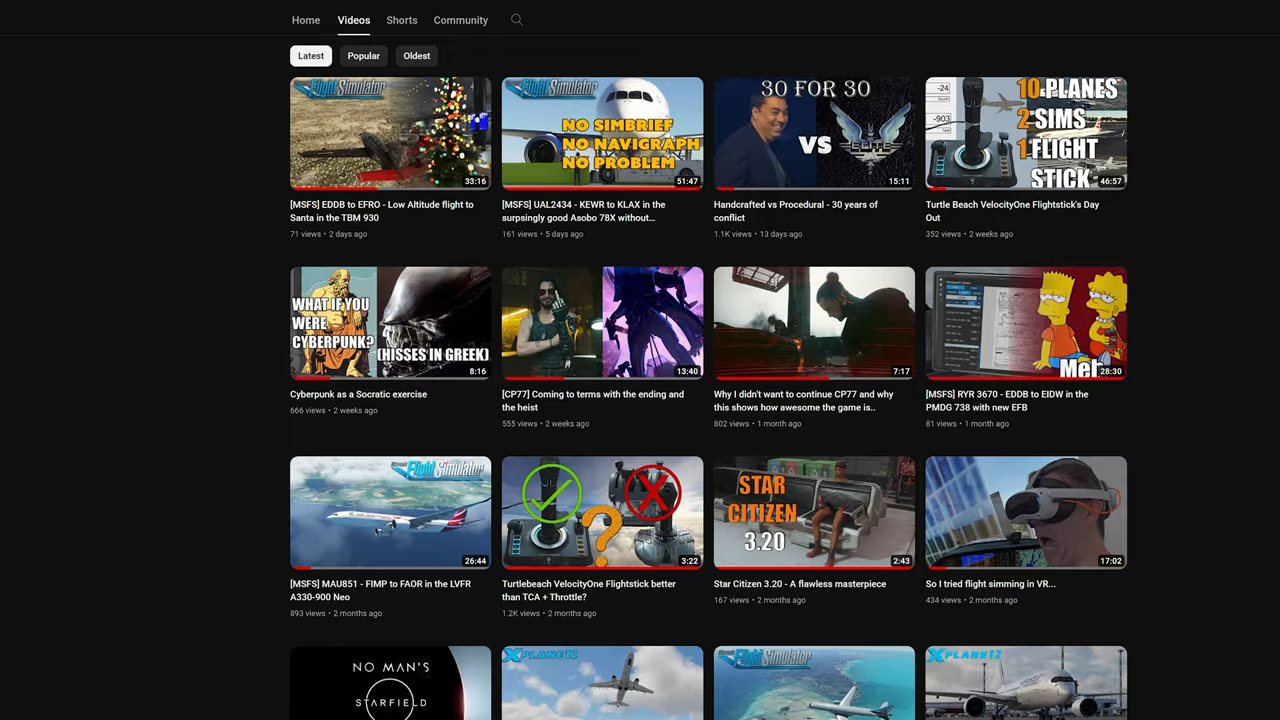 Home Videos Shorts Community
Latest Popular Oldest
Flight Simulator
33:16
Flight Simulator
NO SIMBRIEF
NO NAVIGRAPH
NO PROBLEM
51:47
30 FOR 30
VS
ELITE
15:11
-24
-903
10 PLANES
2 SIMS
1 FLIGHT
STICK
46:57
[MSFS] EDDB to EFRO - Low Altitude flight to
Santa in the TBM 930
71 views • 2 days ago
[MSFS] UAL2434 - KEWR to KLAX in the
surpsingly good Asobo 78X without...
161 views • 5 days ago
Handcrafted vs Procedural - 30 years of
conflict
1.1K views • 13 days ago
Turtle Beach VelocityOne Flightstick's Day
Out
352 views • 2 weeks ago
WHAT IF YOU
WERE
CYBERPUNK?
(HISSES IN GREEK)
8:16
13:40
7:17
Meh
28:30
Cyberpunk as a Socratic exercise
666 views • 2 weeks ago
[CP77] Coming to terms with the ending and
the heist
555 views • 2 weeks ago
Why I didn't want to continue CP77 and why
this shows how awesome the game is..
802 views • 1 month ago
[MSFS] RYR 3670 - EDDB to EIDW in the
PMDG 738 with new EFB
81 views • 1 month ago
Flight Simulator
26:44
?
3:22
STAR
CITIZEN
3.20
2:43
17:02
[MSFS] MAU851 - FIMP to FAOR in the LVFR
A330-900 Neo
893 views • 2 months ago
Turtlebeach VelocityOne Flightstick better
than TCA + Throttle?
1.2K views • 2 months ago
Star Citizen 3.20 - A flawless masterpiece
167 views • 2 months ago
So I tried flight simming in VR...
434 views • 2 months ago
NO MAN'S
STARFIELD
X PLANE 12
Flight Simulator
X PLANE 12